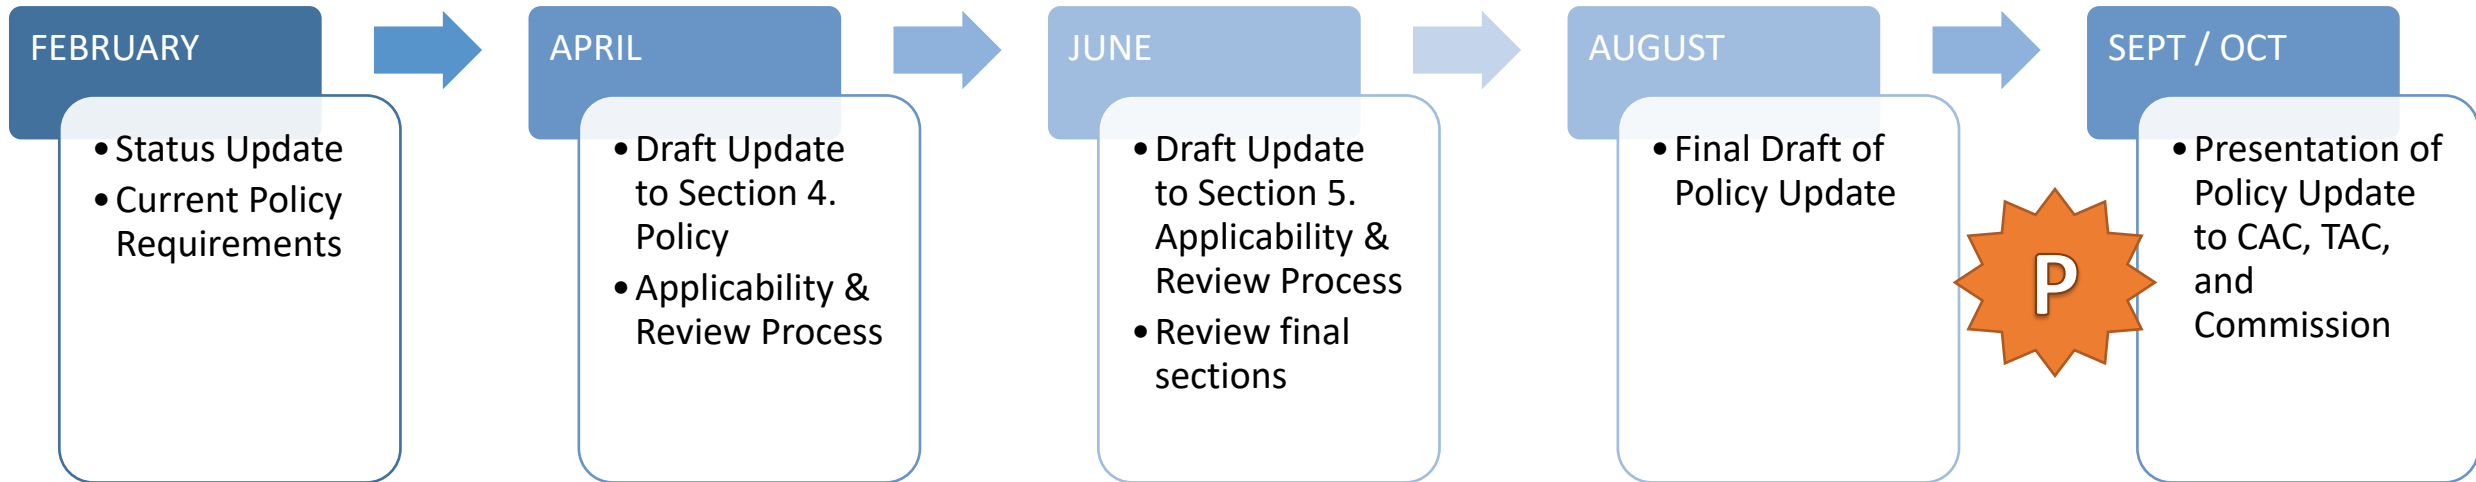 FEBRUARY
• Status Update
• Current Policy
Requirements
APRIL
• Draft Update
to Section 4.
Policy
• Applicability &
Review Process
JUNE
• Draft Update
to Section 5.
Applicability &
Review Process
• Review final
sections
AUGUST
• Final Draft of
Policy Update
P
SEPT / OCT
• Presentation of
Policy Update
to CAC, TAC,
and
Commission